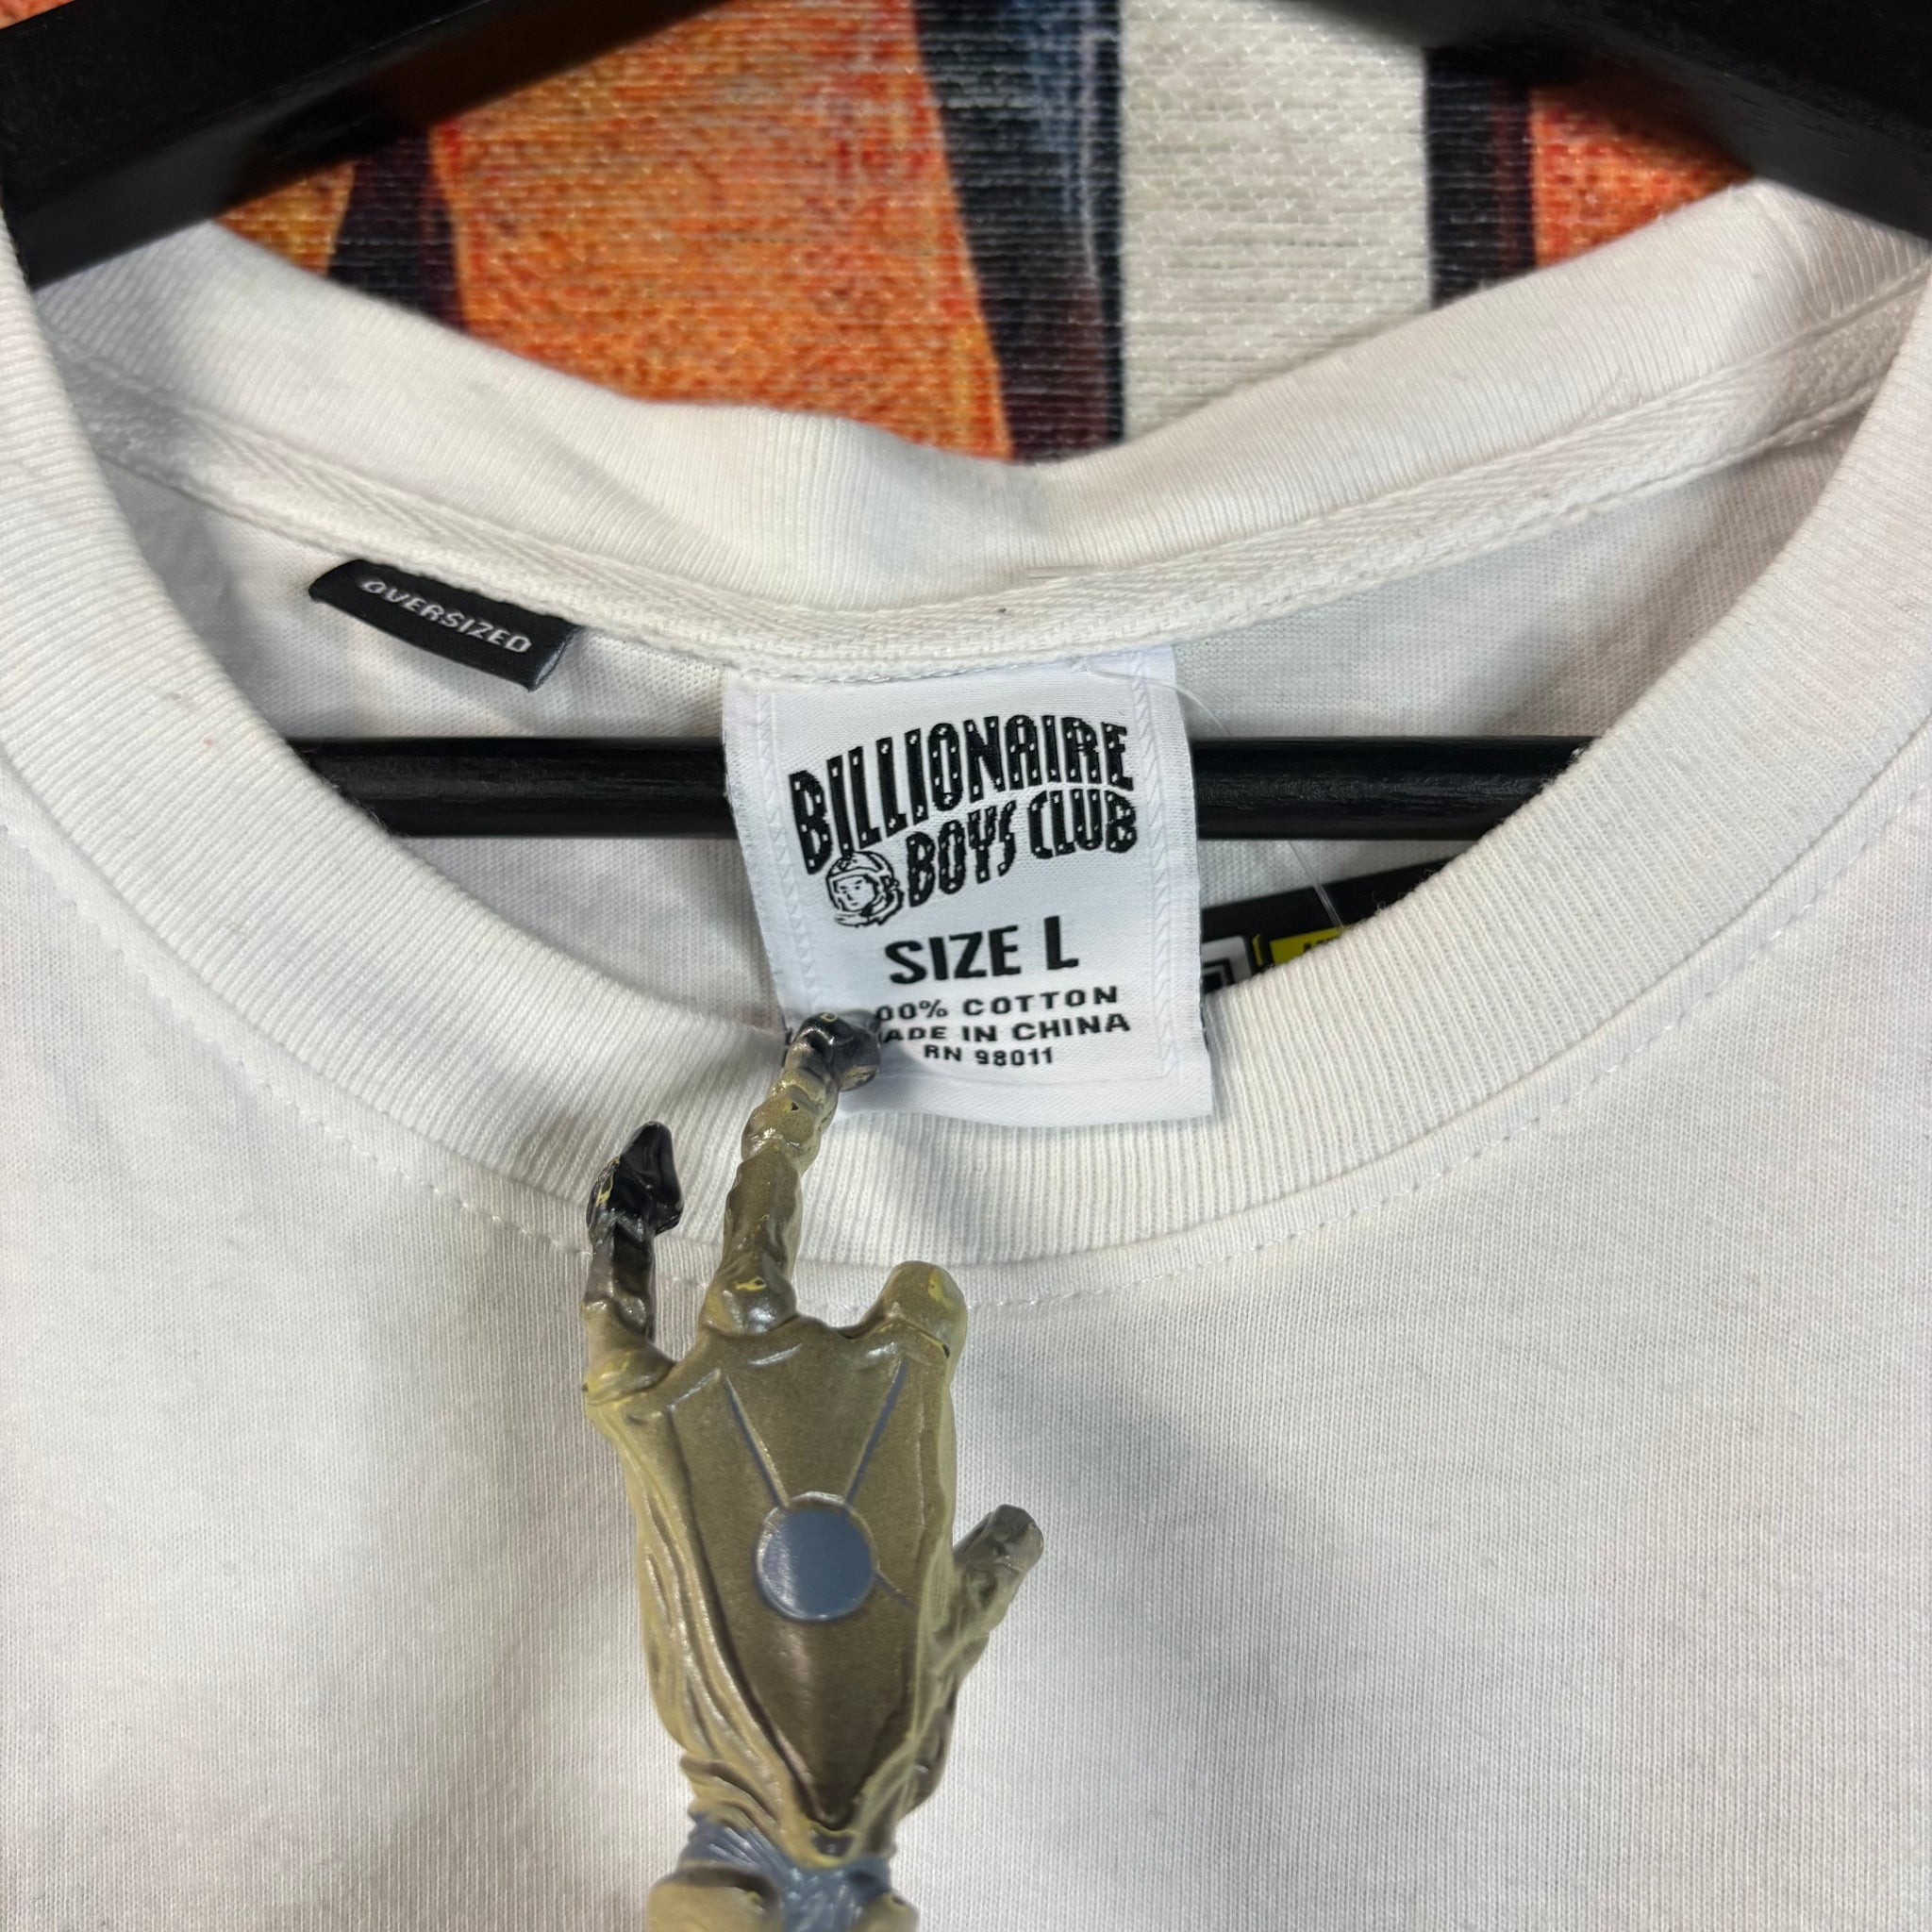 OVERSIZED
BILLIONAIRE
BOYS CLUB
SIZE L
00% COTTON
ADE IN CHINA
RN 98011